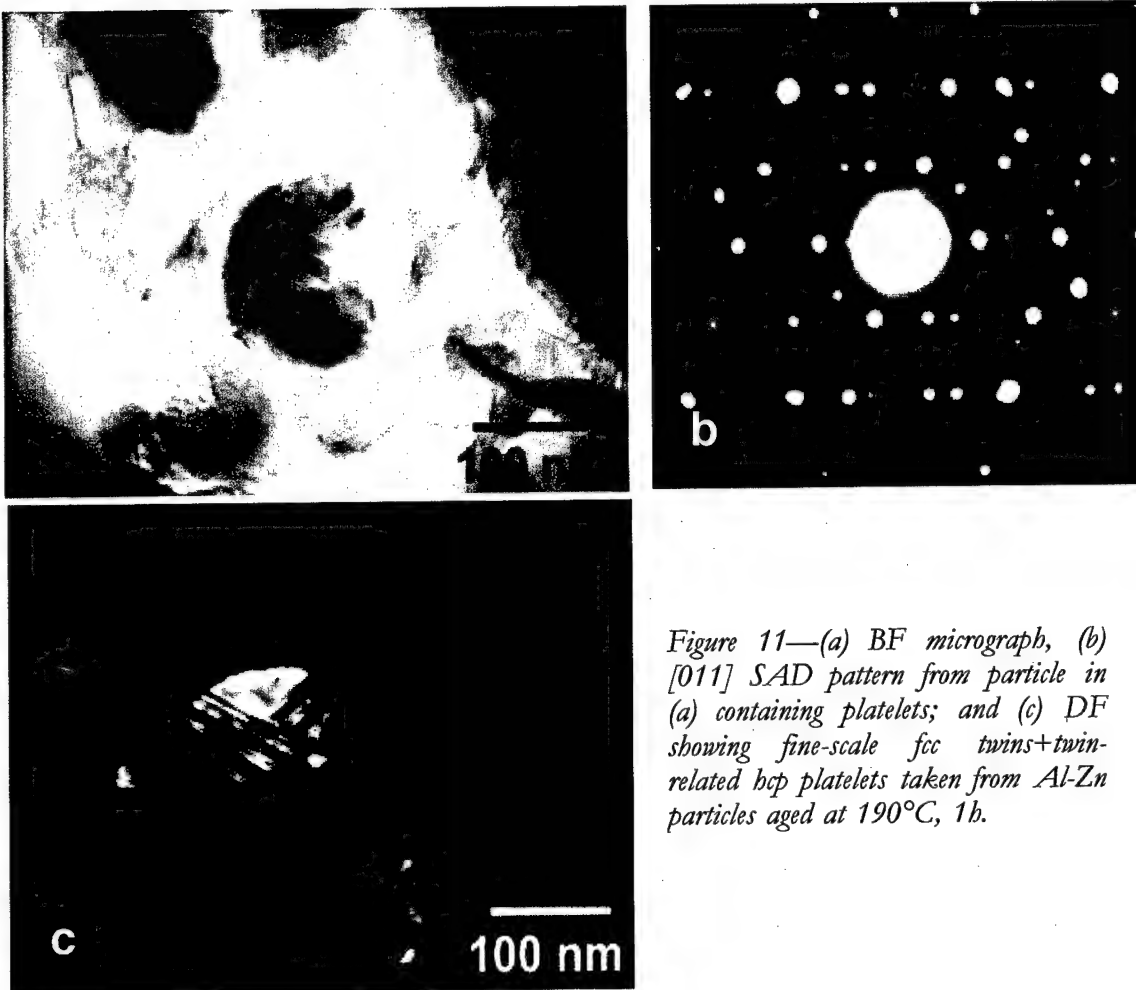 b
c
100 nm
Figure 11—(a) BF micrograph, (b)
[011] SAD pattern from particle in
(a) containing platelets; and (c) DF
showing fine-scale fcc twins+twin-
related hcp platelets taken from Al-Zn
particles aged at 190°C, 1h.